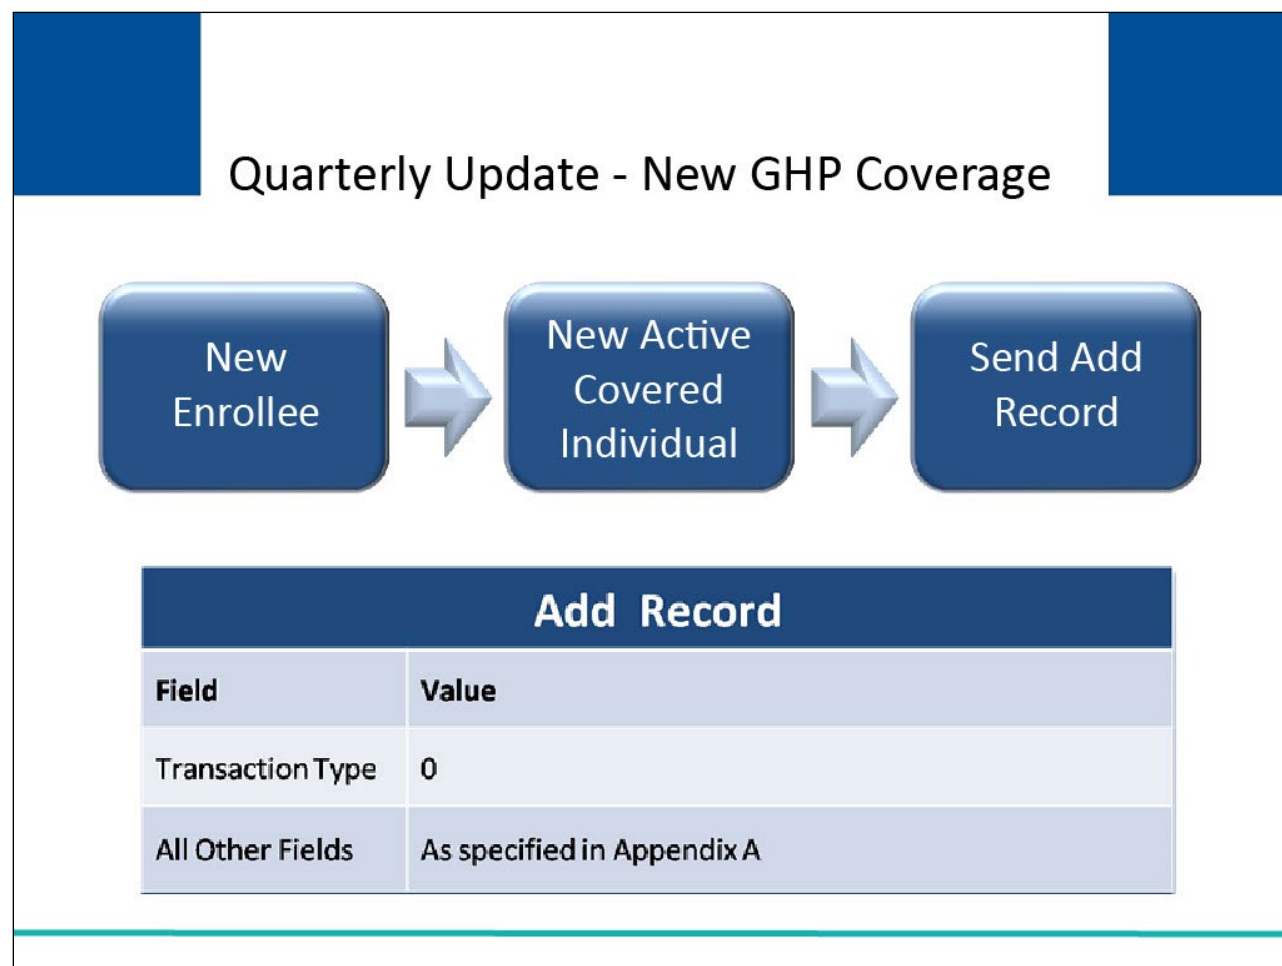 Quarterly Update - New GHP Coverage
New
Enrollee
New Active
Covered
Individual
Send Add
Record
Add Record
Field Value
Transaction Type 0
All Other Fields As specified in Appendix A